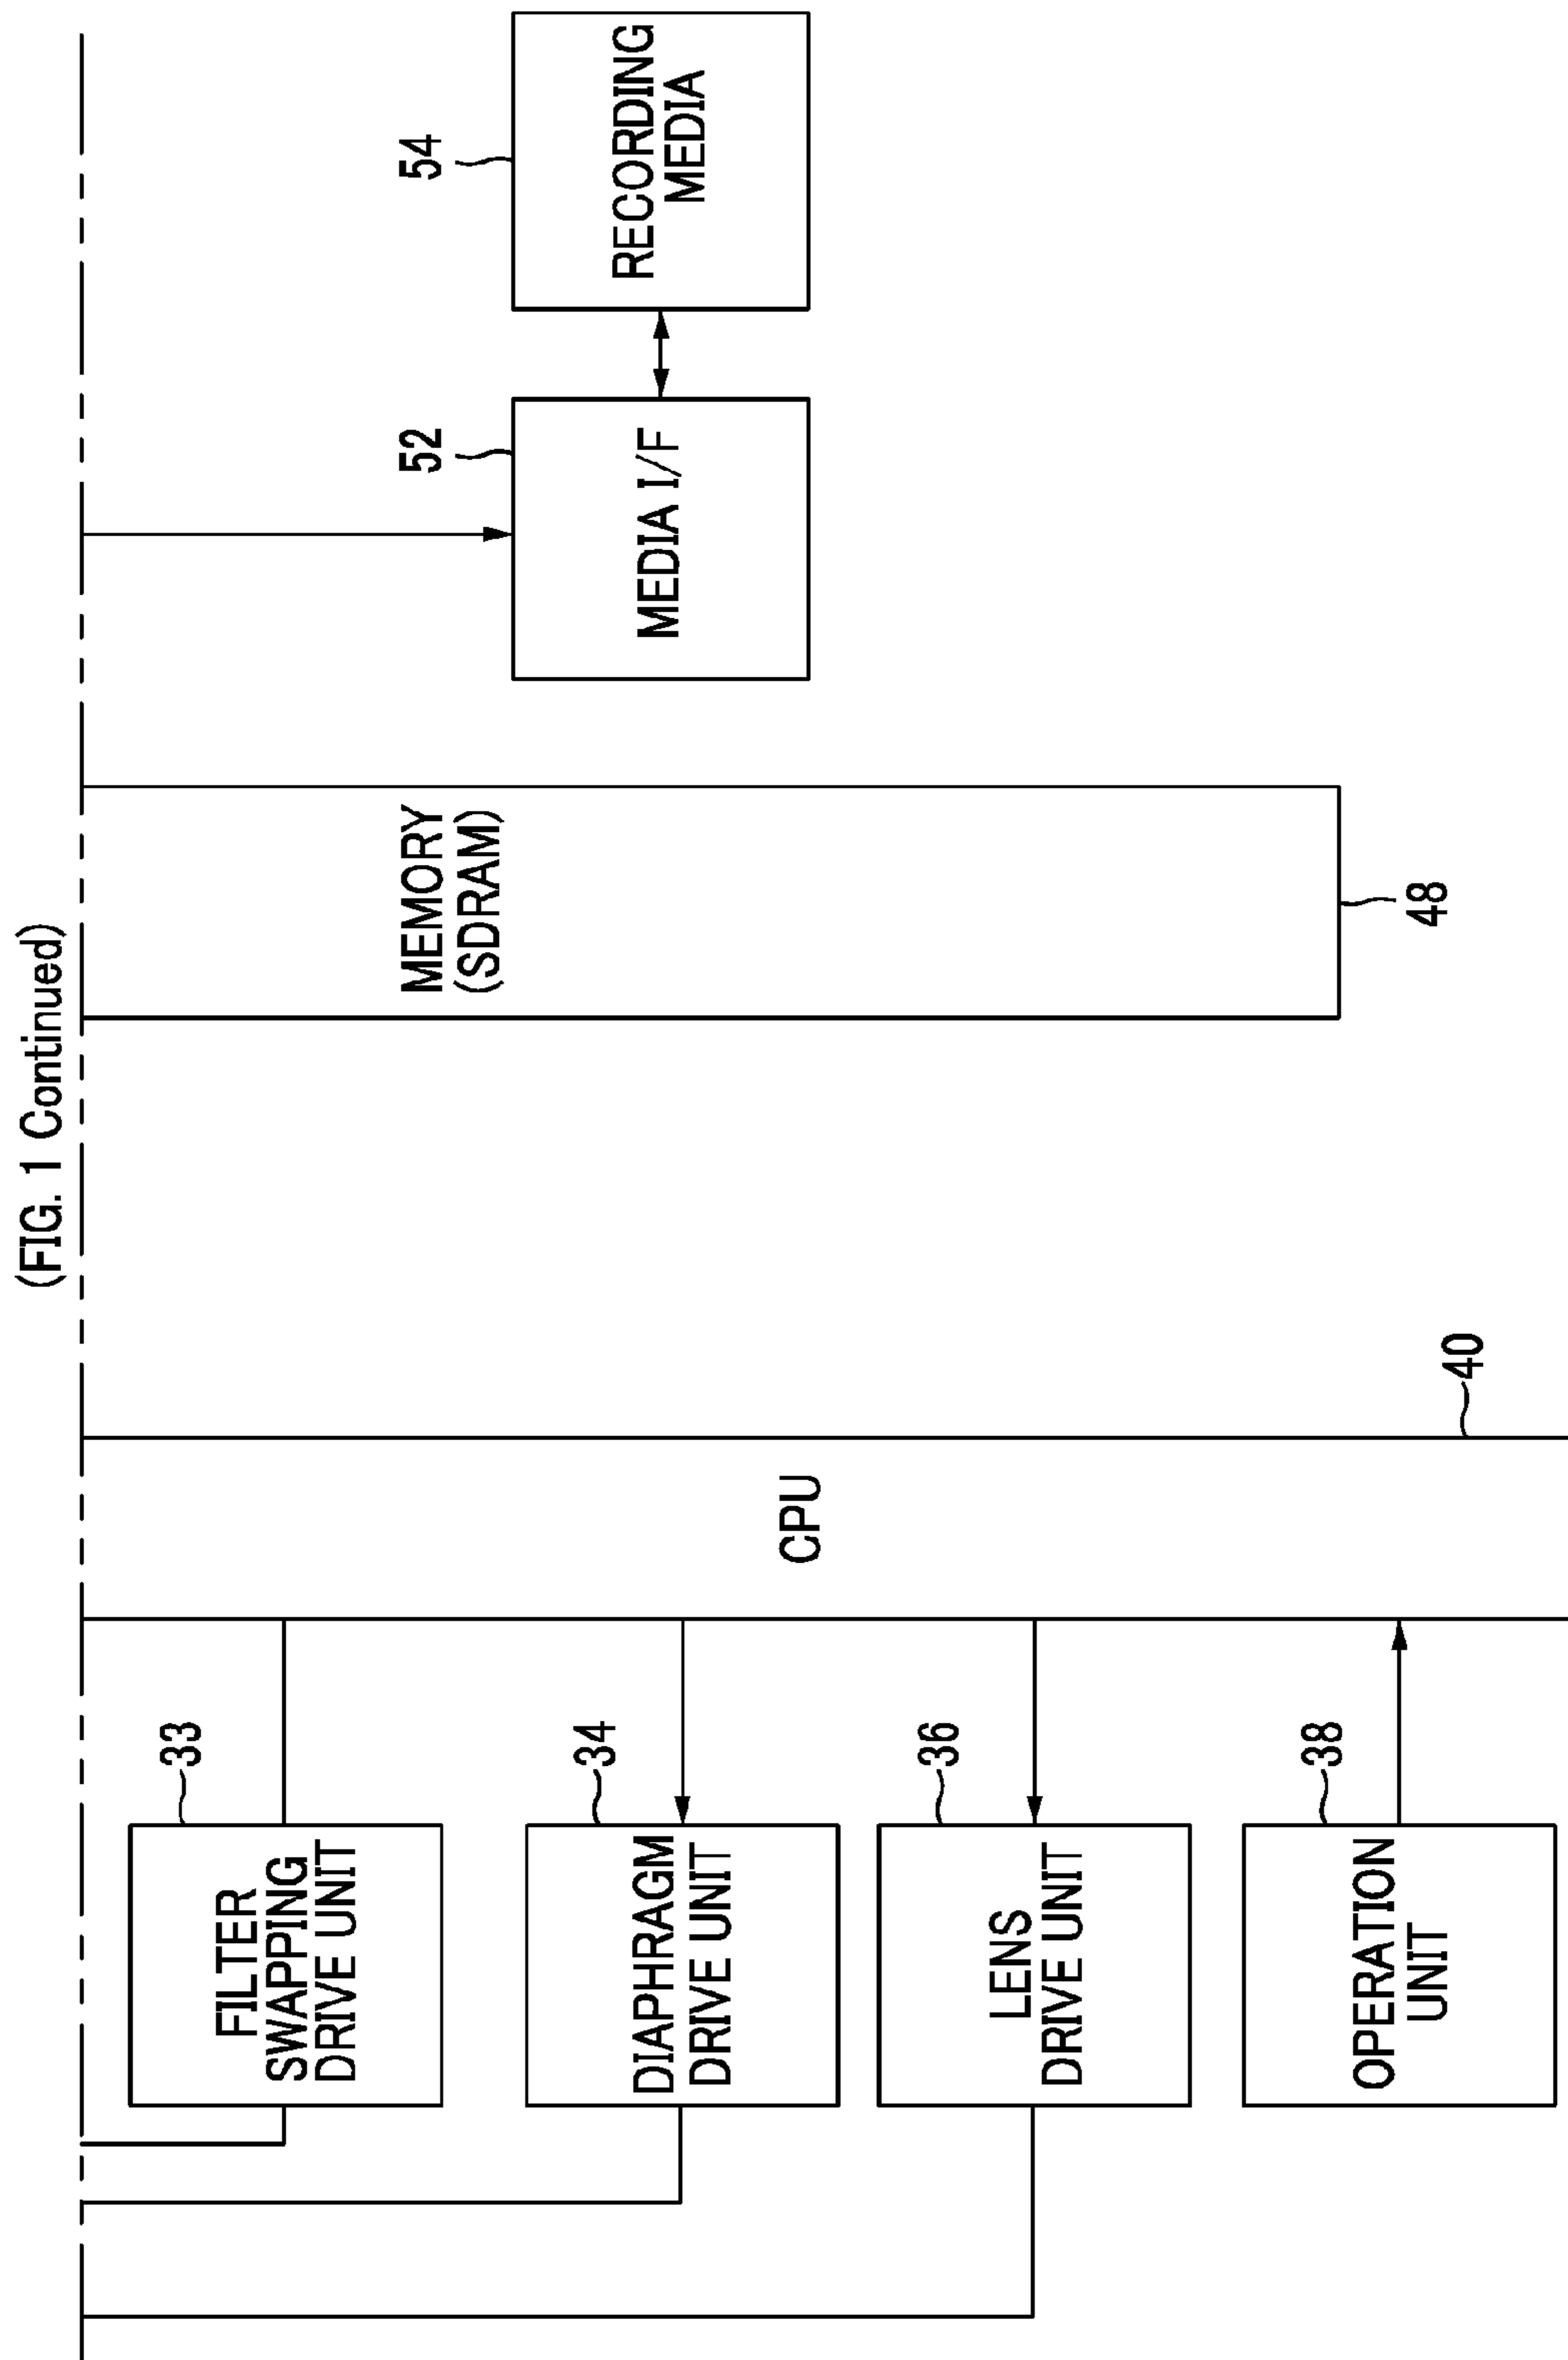 (FIG. 1 Continued)
33
FILTER
SWAPPING
DRIVE UNIT
34
DIAPHRAGM
DRIVE UNIT
36
LENS
DRIVE UNIT
38
OPERATION
UNIT
CPU
40
MEMORY
(SDRAM)
48
52
MEDIA I/F
54
RECORDING
MEDIA